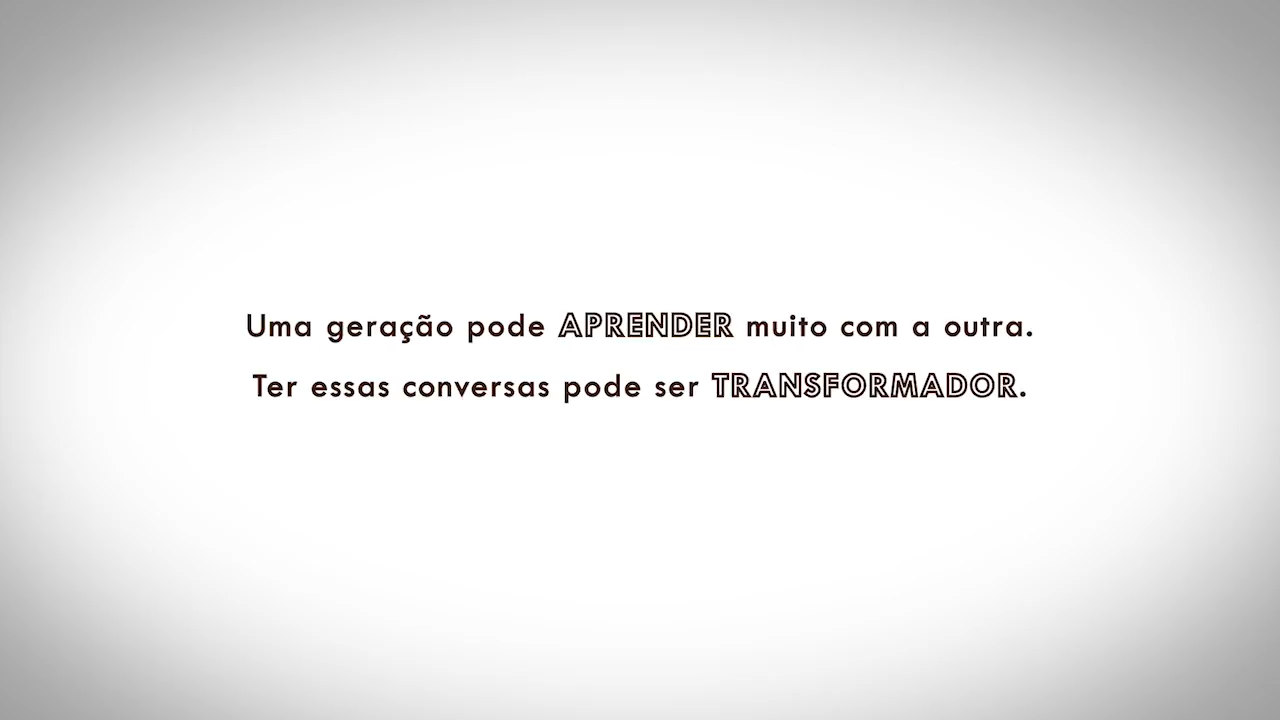 Uma geração pode APRENDER muito com a outra.
Ter essas conversas pode ser TRANSFORMADOR.